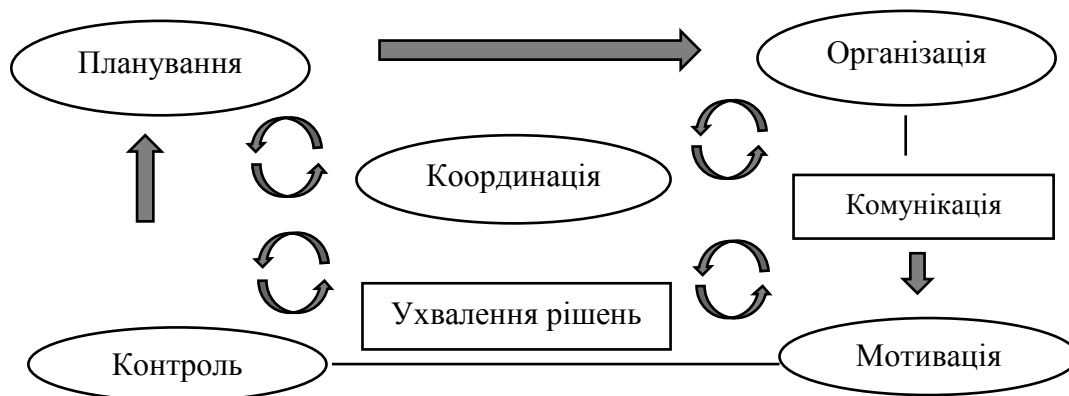 Планування
Організація
Координація
Комунікація
Ухвалення рішень
Контроль
Мотивація